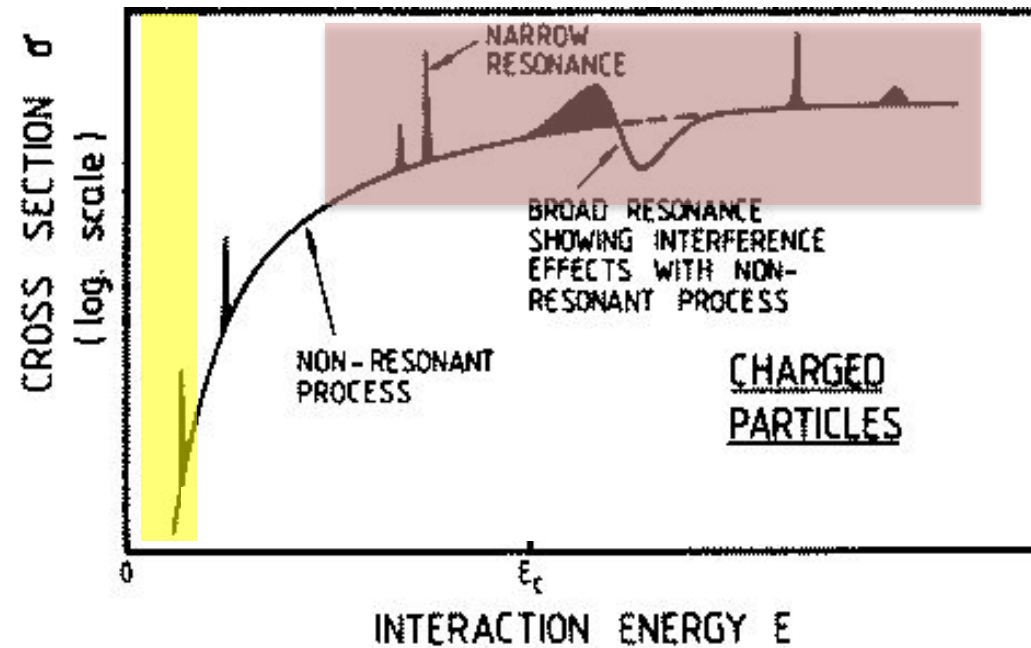 CROSS SECTION σ
(log. scale)
NARROW
RESONANCE
BROAD RESONANCE
SHOWING INTERFERENCE
EFFECTS WITH NON-
RESONANT PROCESS
NON-RESONANT
PROCESS
CHARGED
PARTICLES
0
E_c
INTERACTION ENERGY E